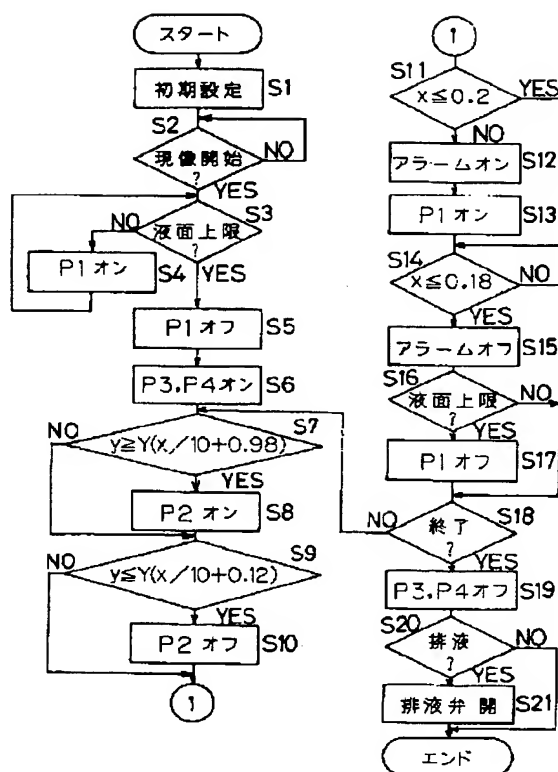 スタート
初期設定 S1
S2
現像開始
?
NO
YES
S3
液面上限
?
NO
P1オン
S4
YES
P1オフ S5
P3.P4オン S6
S7
NO
y≧Y(x/10+0.98)
YES
P2オン S8
S9
NO
y≦Y(x/10+0.12)
YES
P2オフ S10
1
1
S11
x≦0.2
YES
NO
アラームオン S12
P1オン S13
S14
x≦0.18
NO
YES
アラームオフ S15
S16
液面上限
?
NO
YES
P1オフ S17
NO
終了
?
S18
YES
P3.P4オフ S19
S20
排液
?
NO
YES
排液弁開 S21
エンド